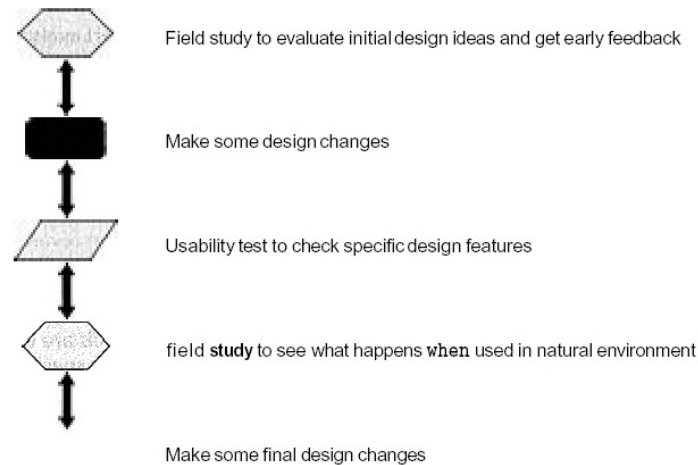 Field study to evaluate initial design ideas and get early feedback
Make some design changes
Usability test to check specific design features
field study to see what happens when used in natural environment
Make some final design changes